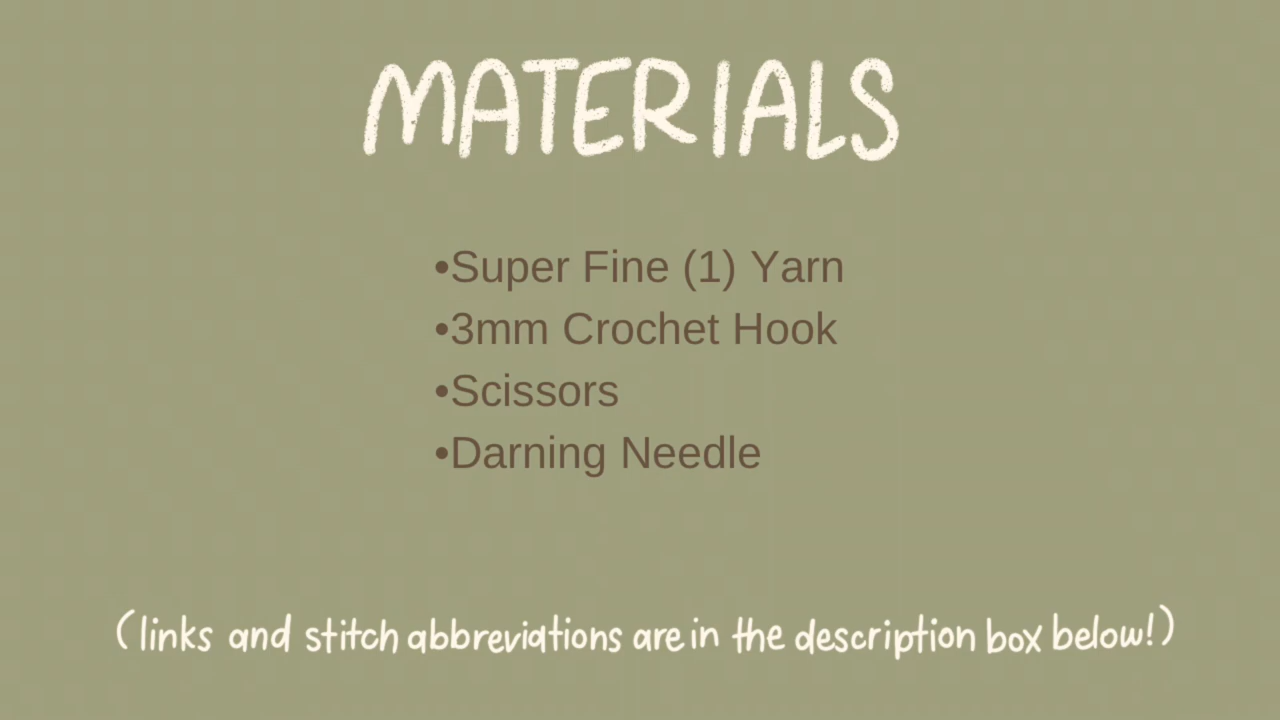 MATERIALS
•Super Fine (1) Yarn
•3mm Crochet Hook
•Scissors
•Darning Needle
(links and stitch abbreviations are in the description box below!)